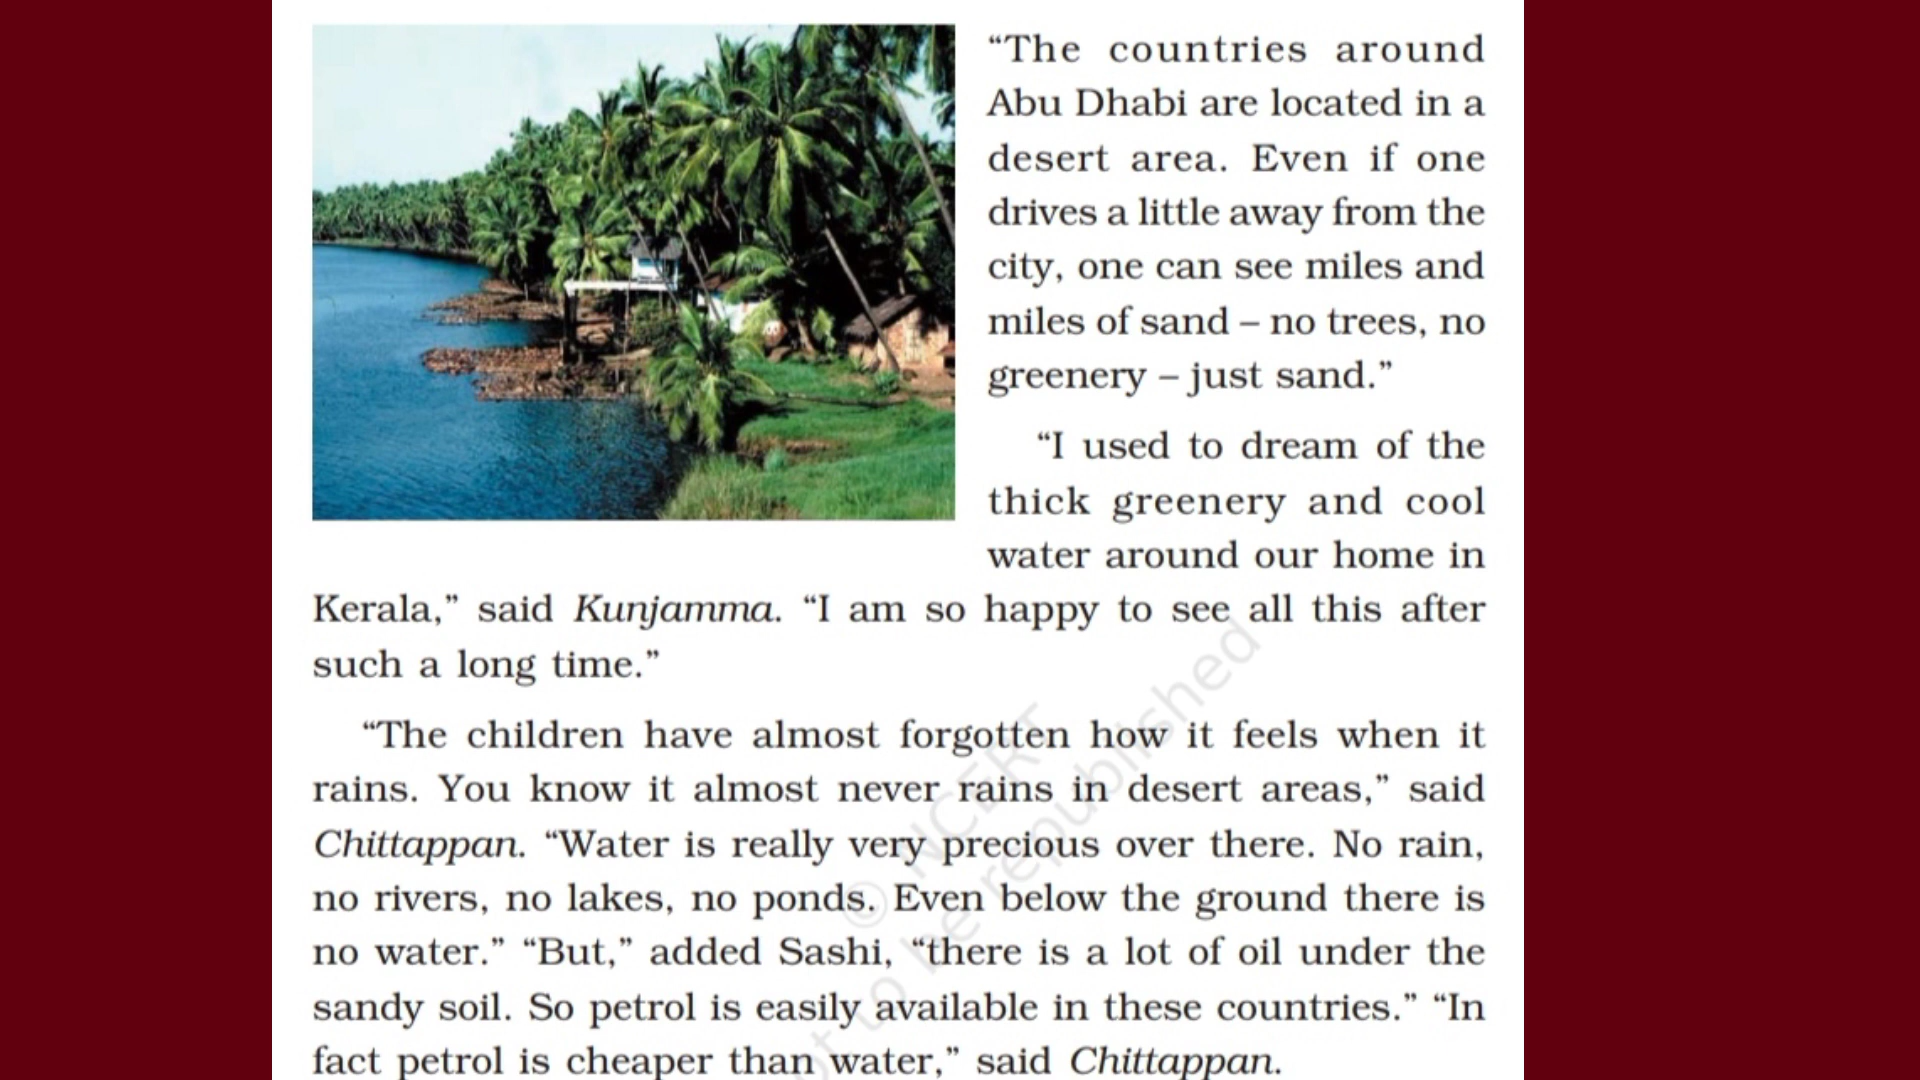 “The countries around
Abu Dhabi are located in a
desert area. Even if one
drives a little away from the
city, one can see miles and
miles of sand – no trees, no
greenery – just sand.”
“I used to dream of the
thick greenery and cool
water around our home in
Kerala,” said Kunjamma. “I am so happy to see all this after
such a long time.”
“The children have almost forgotten how it feels when it
rains. You know it almost never rains in desert areas,” said
Chittappan. “Water is really very precious over there. No rain,
no rivers, no lakes, no ponds. Even below the ground there is
no water.” “But,” added Sashi, “there is a lot of oil under the
sandy soil. So petrol is easily available in these countries.” “In
fact petrol is cheaper than water,” said Chittappan.
© NCERT
to be republished